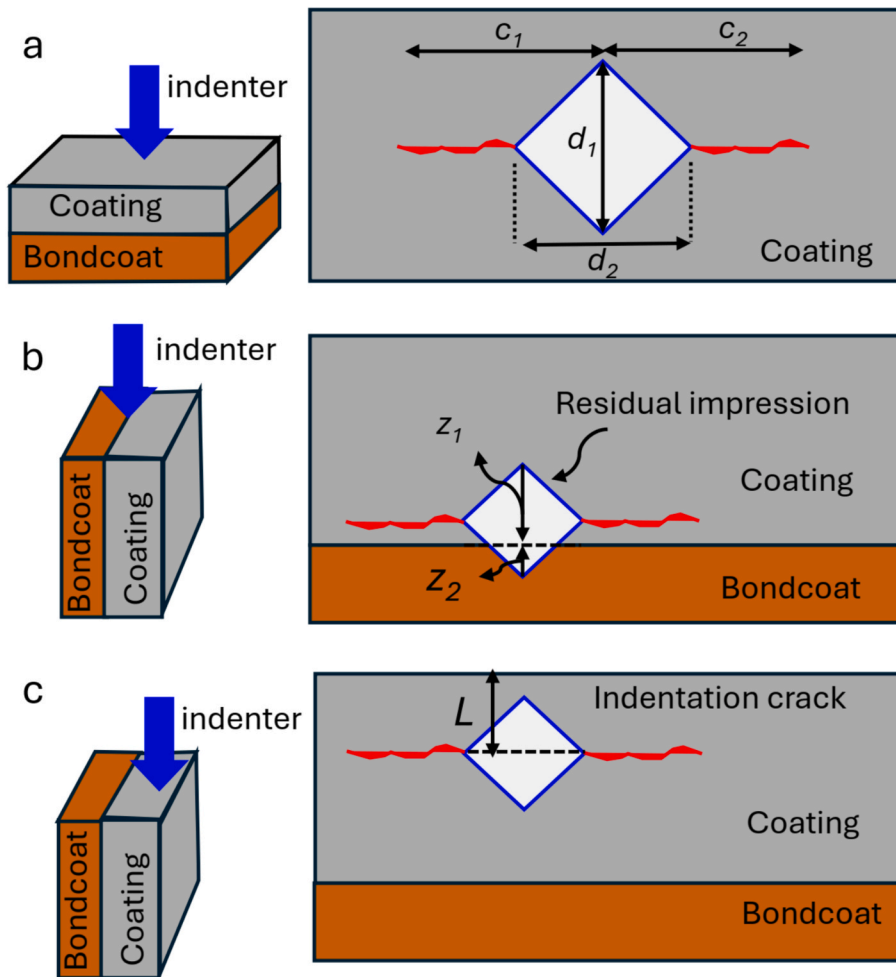 a
indenter
Coating
Bondcoat
c1
c2
d1
d2
Coating
b
indenter
Bondcoat
Coating
Residual impression
z1
Coating
z2
Bondcoat
c
indenter
Bondcoat
Coating
L
Indentation crack
Coating
Bondcoat